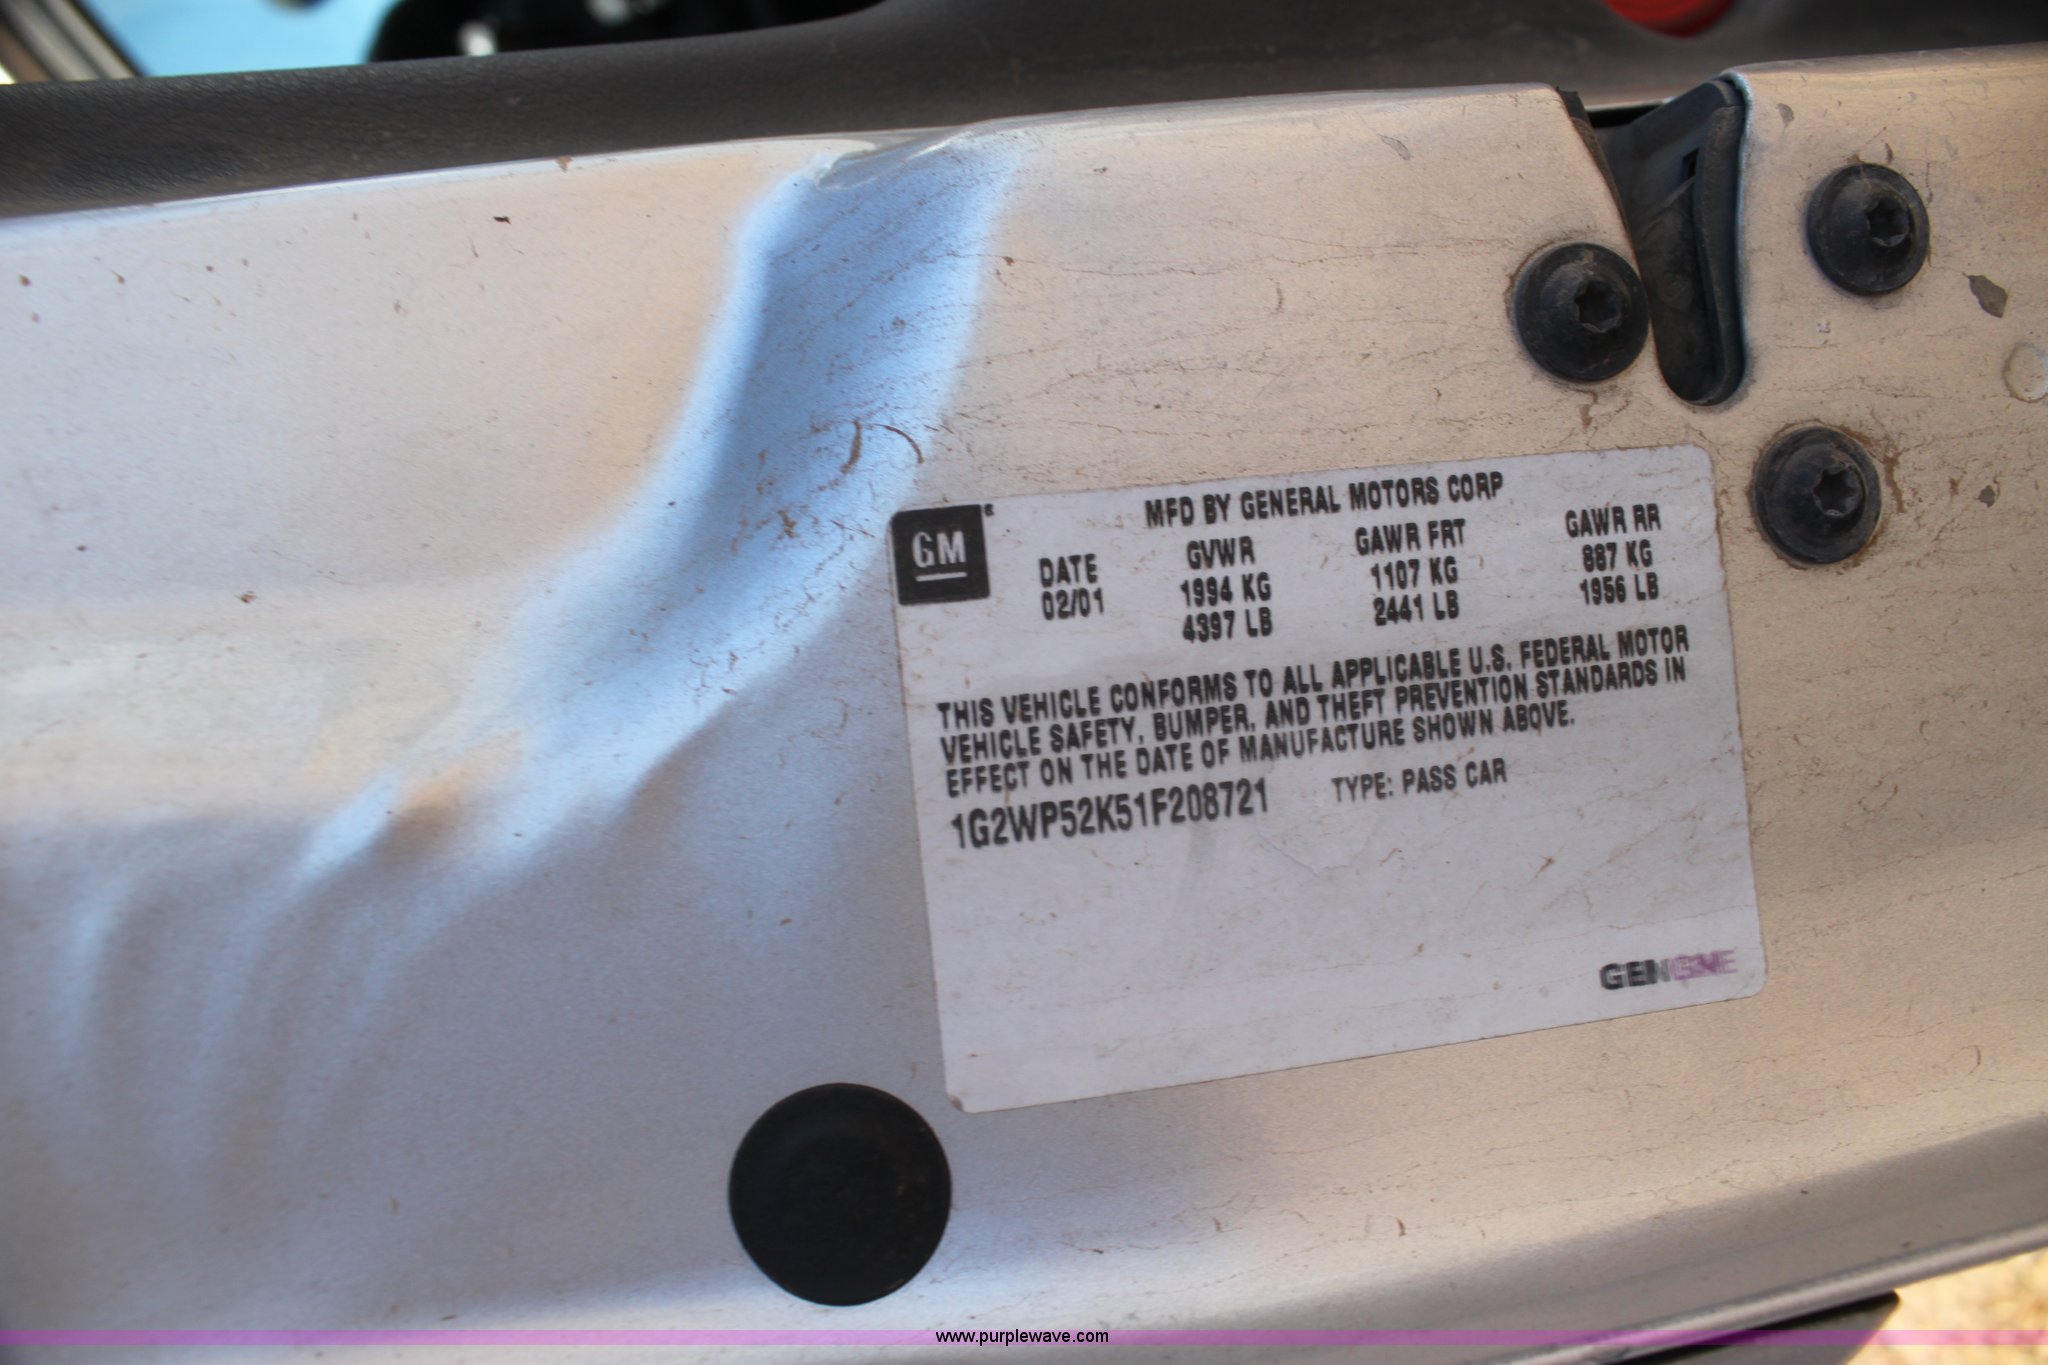 GM
MFD BY GENERAL MOTORS CORP
DATE GVWR GAWR FRT GAWR RR
02/01 1994 KG 1107 KG 887 KG
4397 LB 2441 LB 1956 LB
THIS VEHICLE CONFORMS TO ALL APPLICABLE U.S. FEDERAL MOTOR
VEHICLE SAFETY, BUMPER, AND THEFT PREVENTION STANDARDS IN
EFFECT ON THE DATE OF MANUFACTURE SHOWN ABOVE.
1G2WP52K51F208721 TYPE: PASS CAR
www.purplewave.com